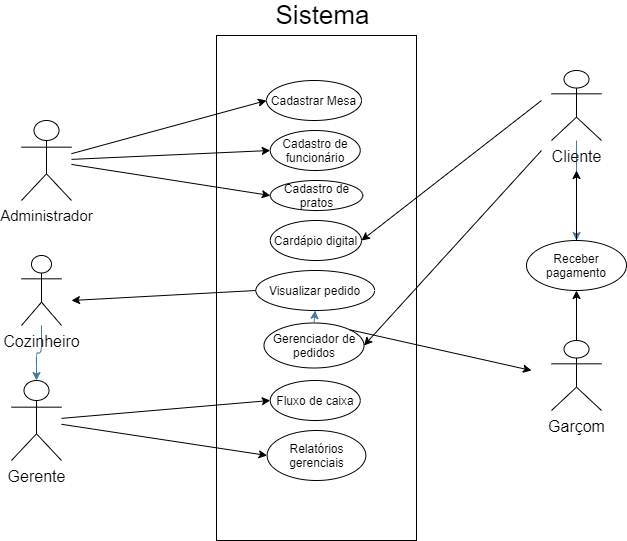 Sistema
Cadastrar Mesa
Cadastro de
funcionário
Cadastro de
pratos
Cardápio digital
Visualizar pedido
Gerenciador de
pedidos
Fluxo de caixa
Relatórios
gerenciais
Administrador
Cozinheiro
Gerente
Cliente
Receber
pagamento
Garçom